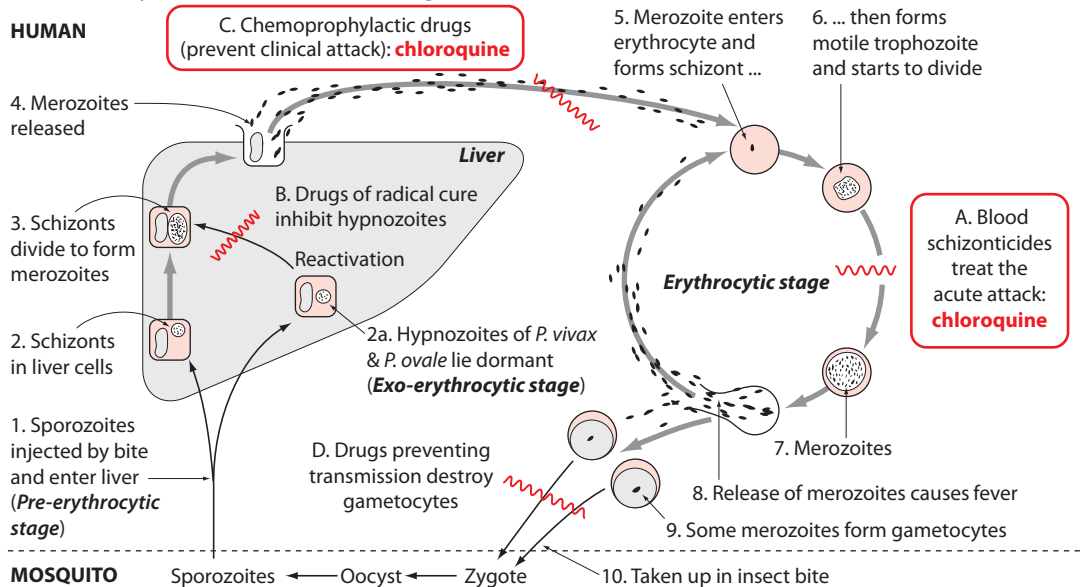 HUMAN
C. Chemoprophylactic drugs
(prevent clinical attack): chloroquine
5. Merozoite enters
erythrocyte and
forms schizont ...
6. ... then forms
motile trophozoite
and starts to divide
4. Merozoites
released
Liver
B. Drugs of radical cure
inhibit hypnozoites
3. Schizonts
divide to form
merozoites
Reactivation
A. Blood
schizonticides
treat the
acute attack:
chloroquine
Erythrocytic stage
2. Schizonts
in liver cells
2a. Hypnozoites of P. vivax
& P. ovale lie dormant
(Exo-erythrocytic stage)
1. Sporozoites
injected by bite
and enter liver
(Pre-erythrocytic
stage)
D. Drugs preventing
transmission destroy
gametocytes
7. Merozoites
8. Release of merozoites causes fever
9. Some merozoites form gametocytes
MOSQUITO
Sporozoites
Oocyst
Zygote
10. Taken up in insect bite